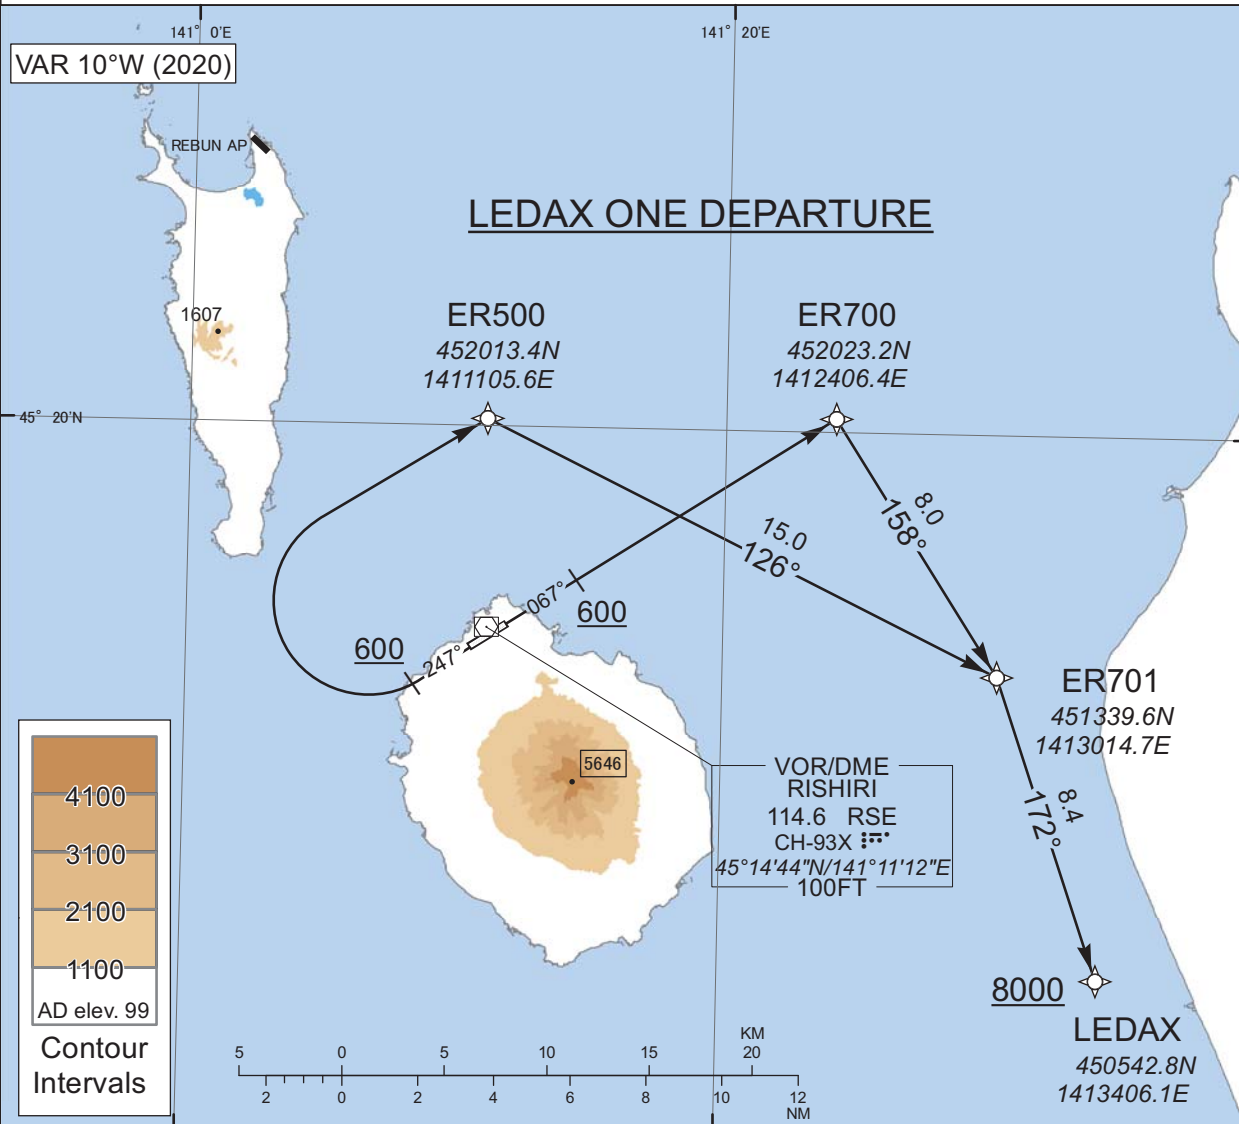 141° 0'E
141° 20'E
VAR 10°W (2020)
REBUN AP
LEDAX ONE DEPARTURE
1607
ER500
452013.4N
1411105.6E
ER700
452023.2N
1412406.4E
45° 20'N
8.0
158°
15.0
126°
067°
600
600
247°
ER701
451339.6N
1413014.7E
5646
VOR/DME
RISHIRI
114.6 RSE
CH-93X
45°14'44"N/141°11'12"E
100FT
8.4
172°
4100
3100
2100
1100
AD elev. 99
Contour
Intervals
8000
LEDAX
450542.8N
1413406.1E
KM
5 0 5 10 15 20
2 0 2 4 6 8 10 12
NM